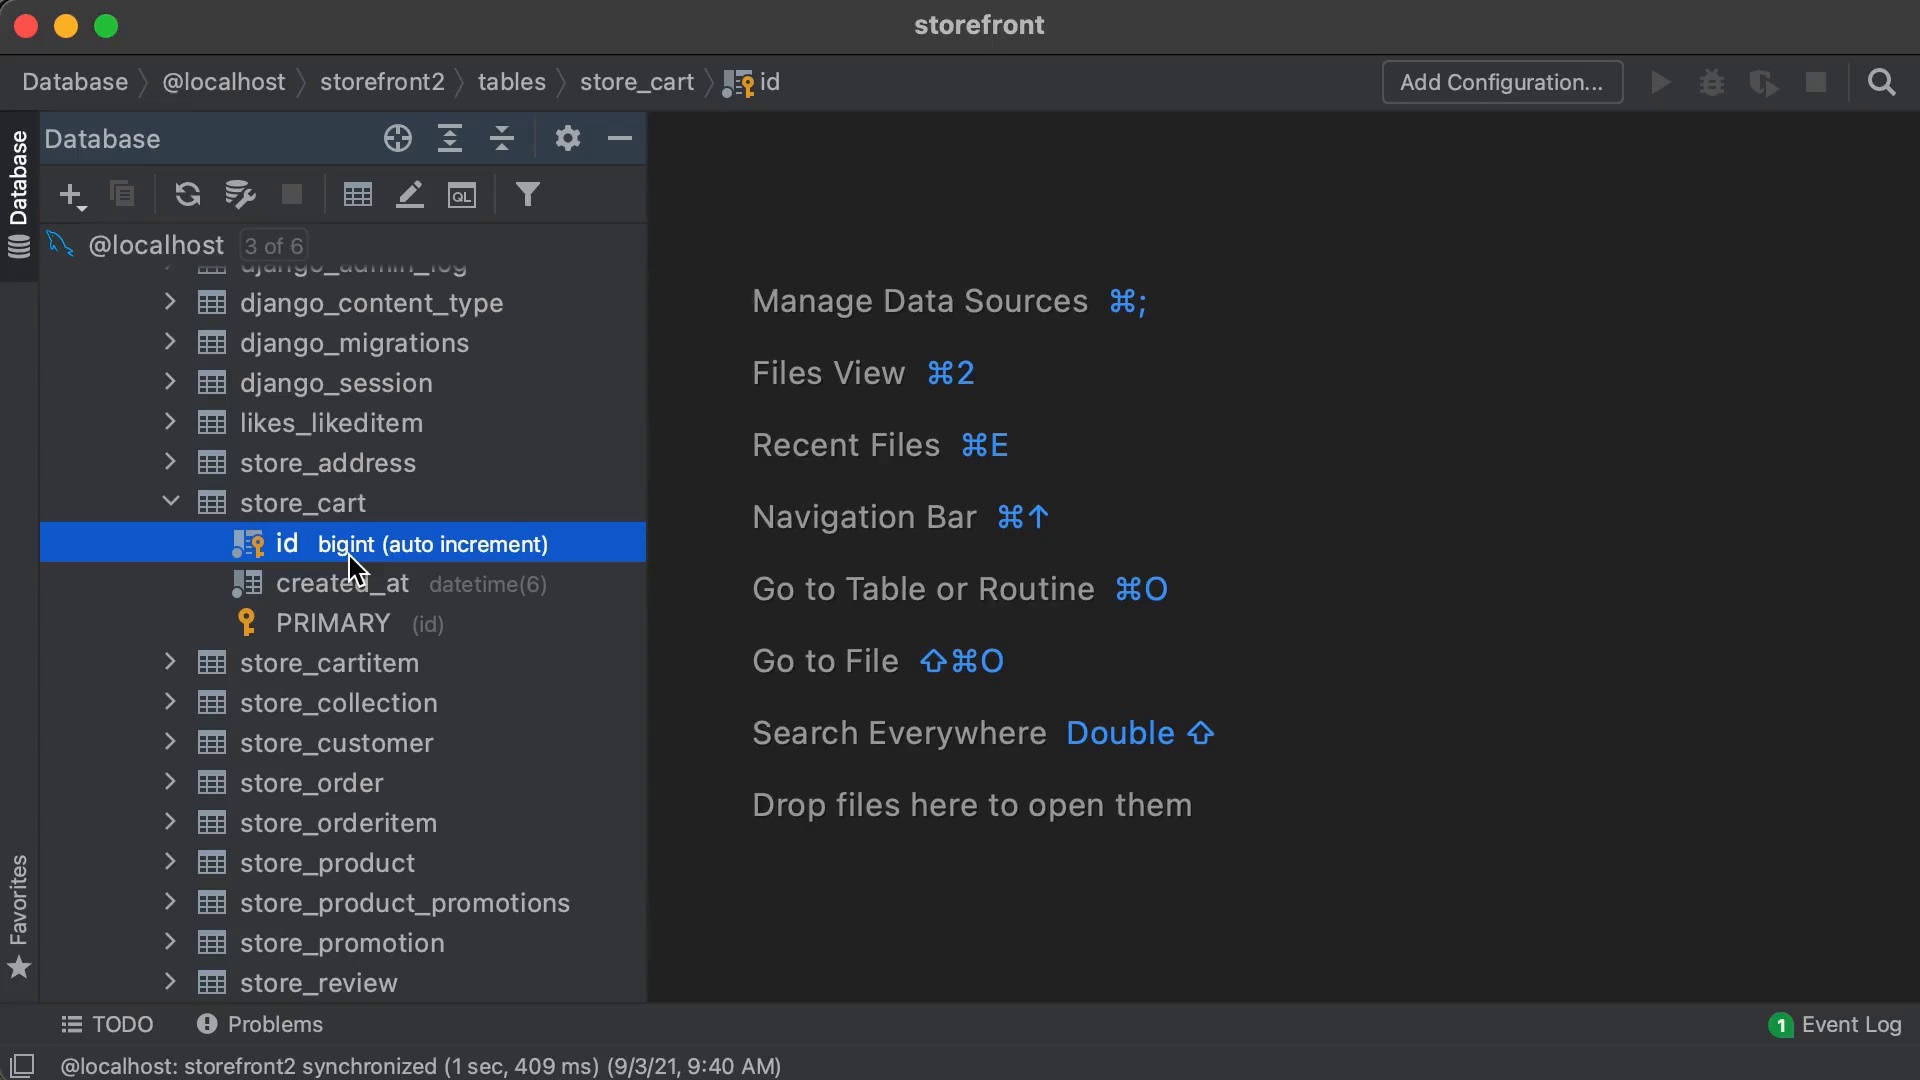 storefront
Database @localhost storefront2 tables store_cart id
Add Configuration...
Database
Database
QL
@localhost 3 of 6
django_admin_log
django_content_type
django_migrations
django_session
likes_likeditem
store_address
store_cart
id bigint (auto increment)
created_at datetime(6)
PRIMARY (id)
store_cartitem
store_collection
store_customer
store_order
store_orderitem
store_product
store_product_promotions
store_promotion
store_review
Favorites
Manage Data Sources ⌘;
Files View ⌘2
Recent Files ⌘E
Navigation Bar ⌘↑
Go to Table or Routine ⌘O
Go to File ⇧⌘O
Search Everywhere Double ⇧
Drop files here to open them
TODO Problems
1 Event Log
@localhost: storefront2 synchronized (1 sec, 409 ms) (9/3/21, 9:40 AM)